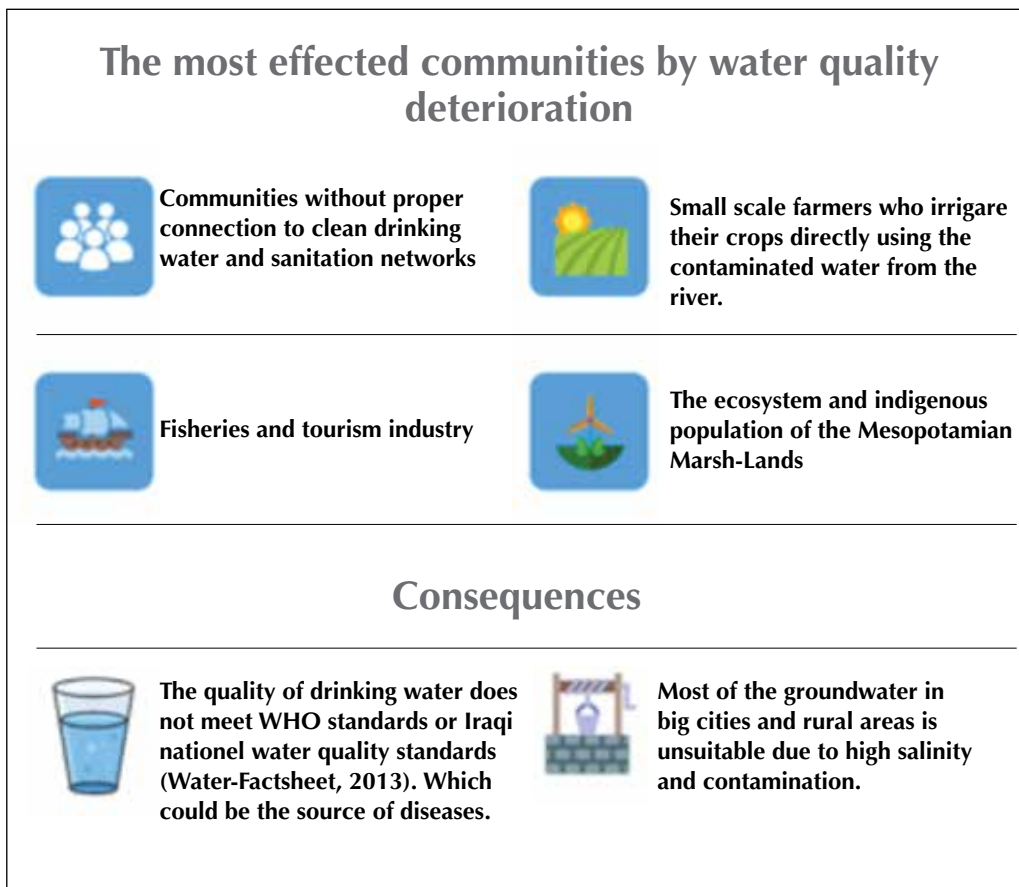 The most effected communities by water quality
deterioration
Communities without proper
connection to clean drinking
water and sanitation networks
Small scale farmers who irrigare
their crops directly using the
contaminated water from the
river.
Fisheries and tourism industry
The ecosystem and indigenous
population of the Mesopotamian
Marsh-Lands
Consequences
The quality of drinking water does
not meet WHO standards or Iraqi
nationel water quality standards
(Water-Factsheet, 2013). Which
could be the source of diseases.
Most of the groundwater in
big cities and rural areas is
unsuitable due to high salinity
and contamination.